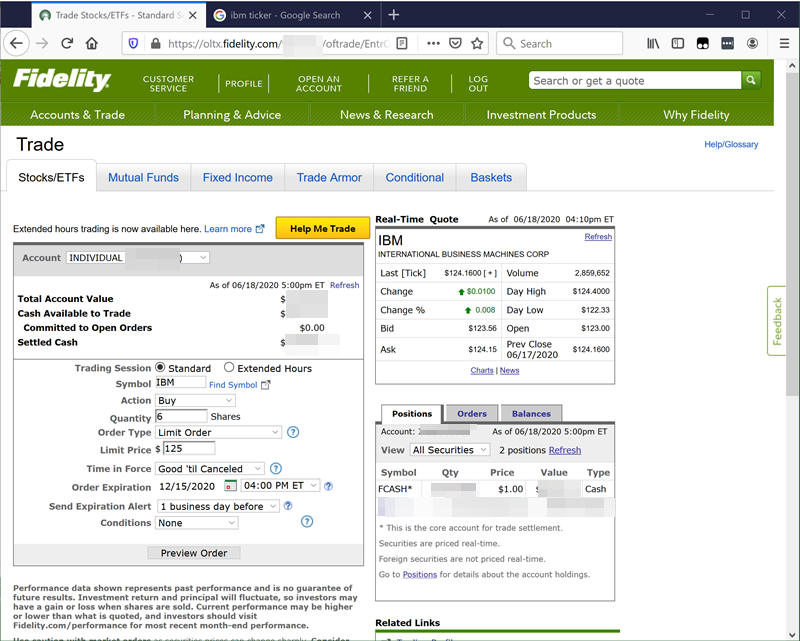 Trade Stocks/ETFs - Standard S
ibm ticker - Google Search
https://oltx.fidelity.com/ /oftrade/EntrO
Search
Fidelity
CUSTOMER SERVICE
PROFILE
OPEN AN ACCOUNT
REFER A FRIEND
LOG OUT
Search or get a quote
Accounts & Trade
Planning & Advice
News & Research
Investment Products
Why Fidelity
Trade
Help/Glossary
Stocks/ETFs
Mutual Funds
Fixed Income
Trade Armor
Conditional
Baskets
Extended hours trading is now available here. Learn more
Help Me Trade
Account INDIVIDUAL )
As of 06/18/2020 5:00pm ET Refresh
Total Account Value $
Cash Available to Trade $
Committed to Open Orders $0.00
Settled Cash $
Trading Session Standard Extended Hours
Symbol IBM Find Symbol
Action Buy
Quantity 6 Shares
Order Type Limit Order ?
Limit Price $ 125
Time in Force Good 'til Canceled ?
Order Expiration 12/15/2020 04:00 PM ET ?
Send Expiration Alert 1 business day before ?
Conditions None ?
Preview Order
Performance data shown represents past performance and is no guarantee of
future results. Investment return and principal will fluctuate, so investors may
have a gain or loss when shares are sold. Current performance may be higher
or lower than what is quoted, and investors should visit
Fidelity.com/performance for most recent month-end performance.
Real-Time Quote As of 06/18/2020 04:10pm ET
IBM Refresh
INTERNATIONAL BUSINESS MACHINES CORP
Last [Tick] $124.1600 [ + ] Volume 2,859,652
Change $0.0100 Day High $124.4000
Change % 0.008 Day Low $122.33
Bid $123.56 Open $123.00
Ask $124.15 Prev Close 06/17/2020 $124.1600
Charts | News
Positions
Orders
Balances
Account: As of 06/18/2020 5:00pm ET
View All Securities 2 positions Refresh
Symbol Qty Price Value Type
FCASH* $1.00 $ Cash
* This is the core account for trade settlement.
Securities are priced real-time.
Foreign securities are not priced real-time.
Go to Positions for details about the account holdings.
Related Links
Feedback